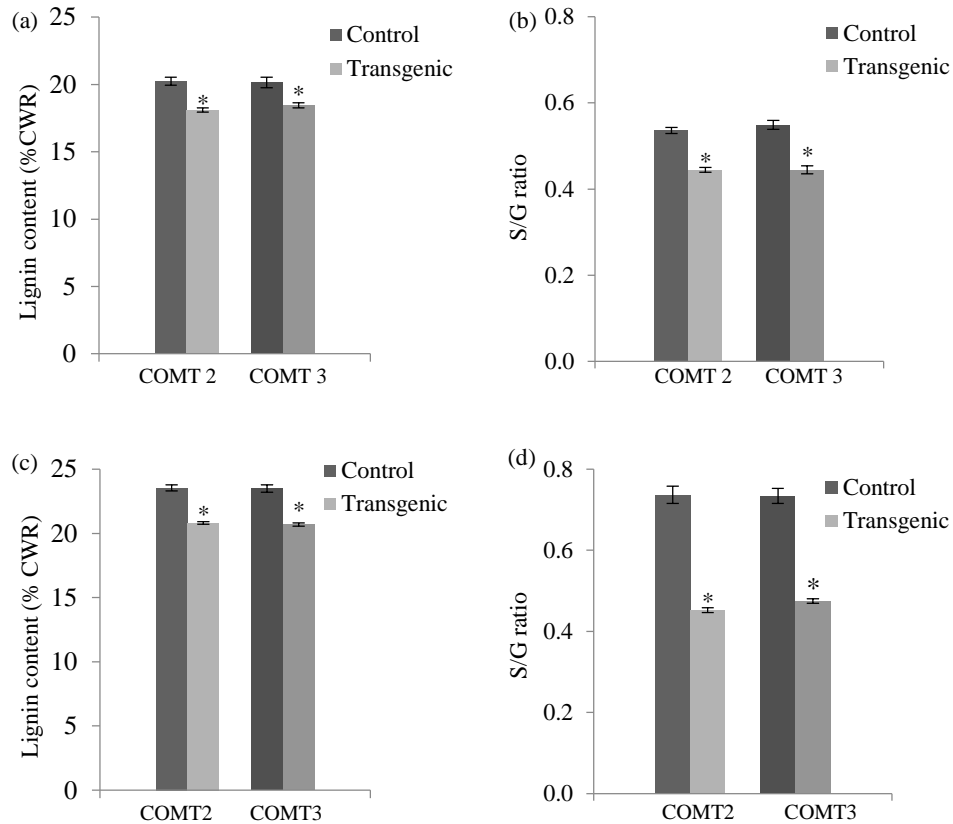 (a)
Lignin content (%CWR)
25
20
15
10
5
0
Control
Transgenic
*
*
COMT 2
COMT 3
(b)
S/G ratio
0.8
0.6
0.4
0.2
0.0
Control
Transgenic
*
*
COMT 2
COMT 3
(c)
Lignin content (% CWR)
25
20
15
10
5
0
Control
Transgenic
*
*
COMT2
COMT3
(d)
S/G ratio
0.8
0.6
0.4
0.2
0.0
Control
Transgenic
*
*
COMT2
COMT3